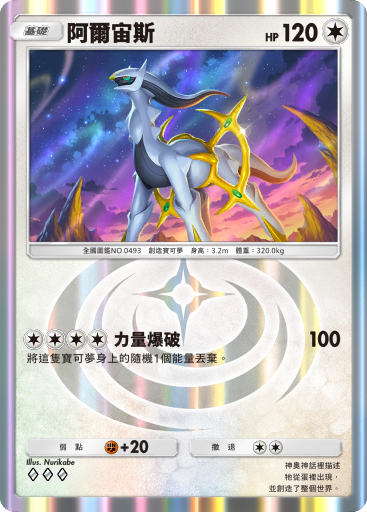 基礎 阿爾宙斯 HP 120
全國圖鑑NO.0493 創造寶可夢 身高：3.2m 體重：320.0kg
力量爆破 100
將這隻寶可夢身上的隨機1個能量丟棄。
弱點 +20 撤退
Illus. Nurikabe
神奧神話裡描述
牠從蛋裡出現，
並創造了整個世界。